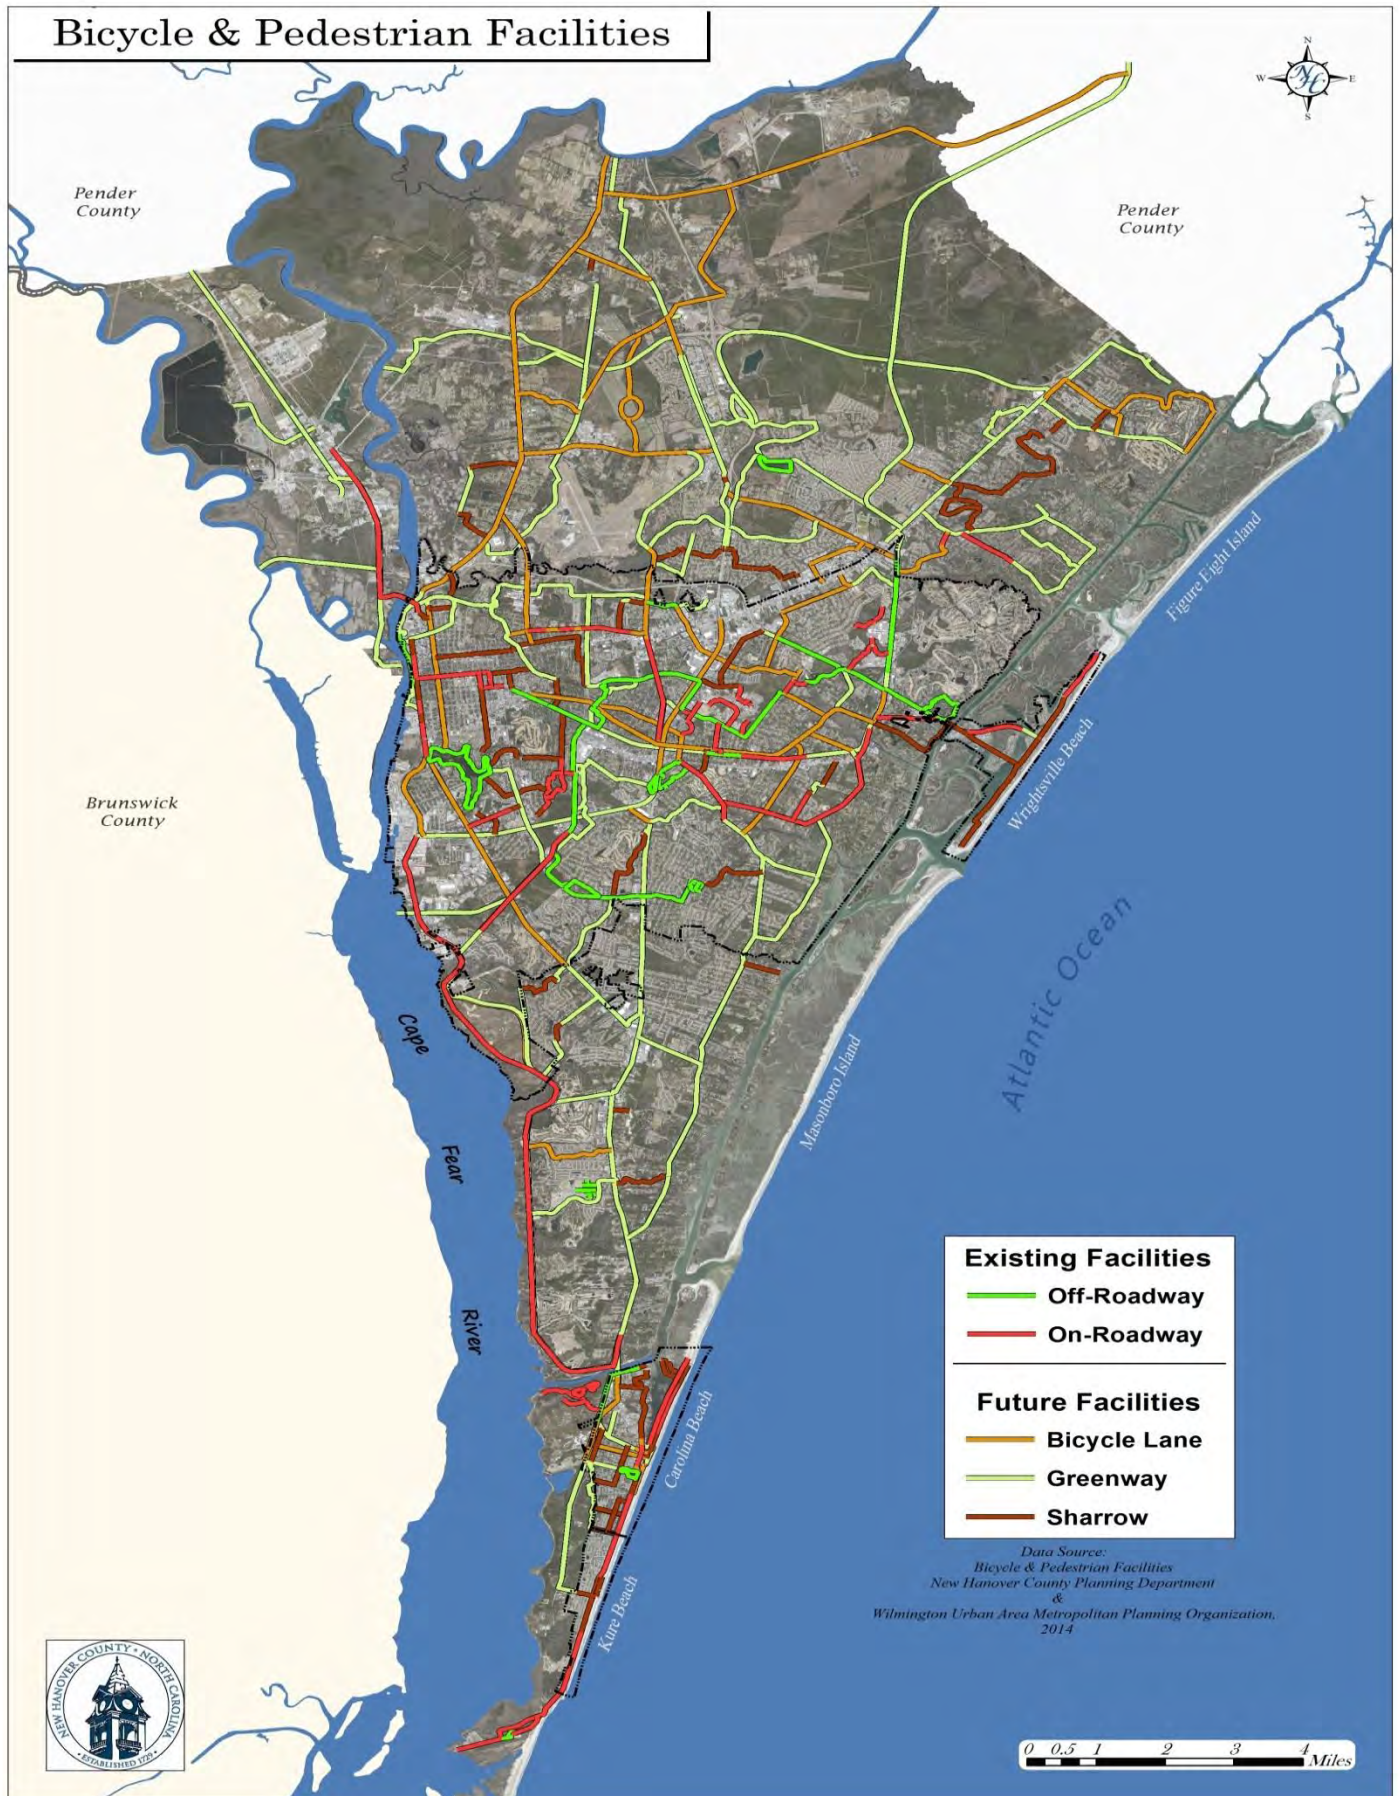 Bicycle & Pedestrian Facilities
N
W
NH
E
S
Pender
County
Pender
County
Brunswick
County
Figure Eight Island
Wrightsville Beach
Atlantic Ocean
Masonboro Island
Cape
Fear
River
Carolina Beach
Kure Beach
Existing Facilities
Off-Roadway
On-Roadway
Future Facilities
Bicycle Lane
Greenway
Sharrow
Data Source:
Bicycle & Pedestrian Facilities
New Hanover County Planning Department
&
Wilmington Urban Area Metropolitan Planning Organization,
2014
NEW HANOVER COUNTY • NORTH CAROLINA
• ESTABLISHED 1729 •
0 0.5 1 2 3 4
Miles